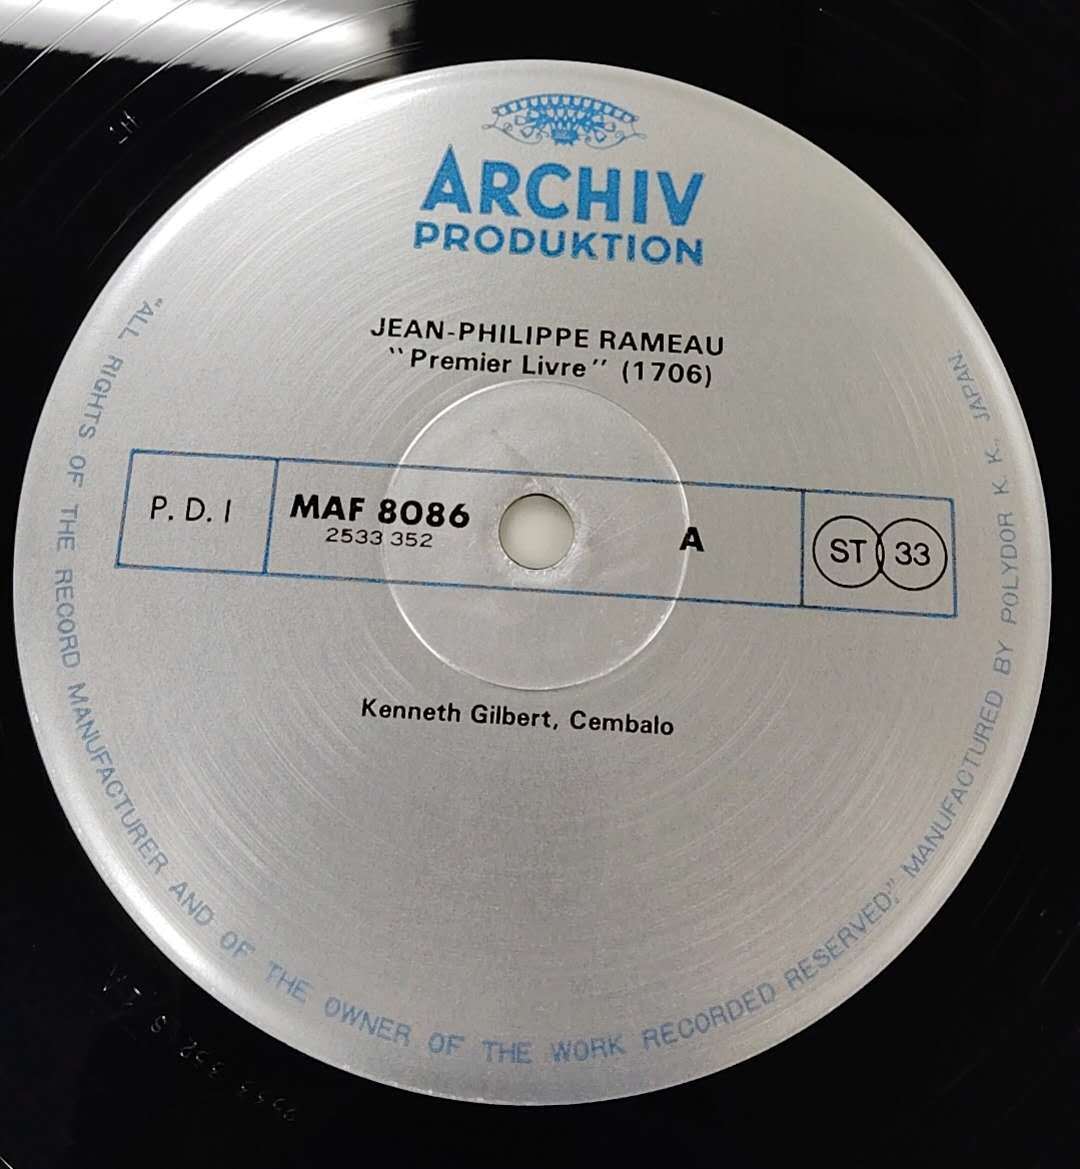 ARCHIV
PRODUKTION
JEAN-PHILIPPE RAMEAU
"Premier Livre" (1706)
P. D. I
MAF 8086
2533 352
A
ST 33
Kenneth Gilbert, Cembalo
"ALL RIGHTS OF THE RECORD MANUFACTURER AND OF THE OWNER OF THE WORK RECORDED RESERVED." MANUFACTURED BY POLYDOR K. K., JAPAN.